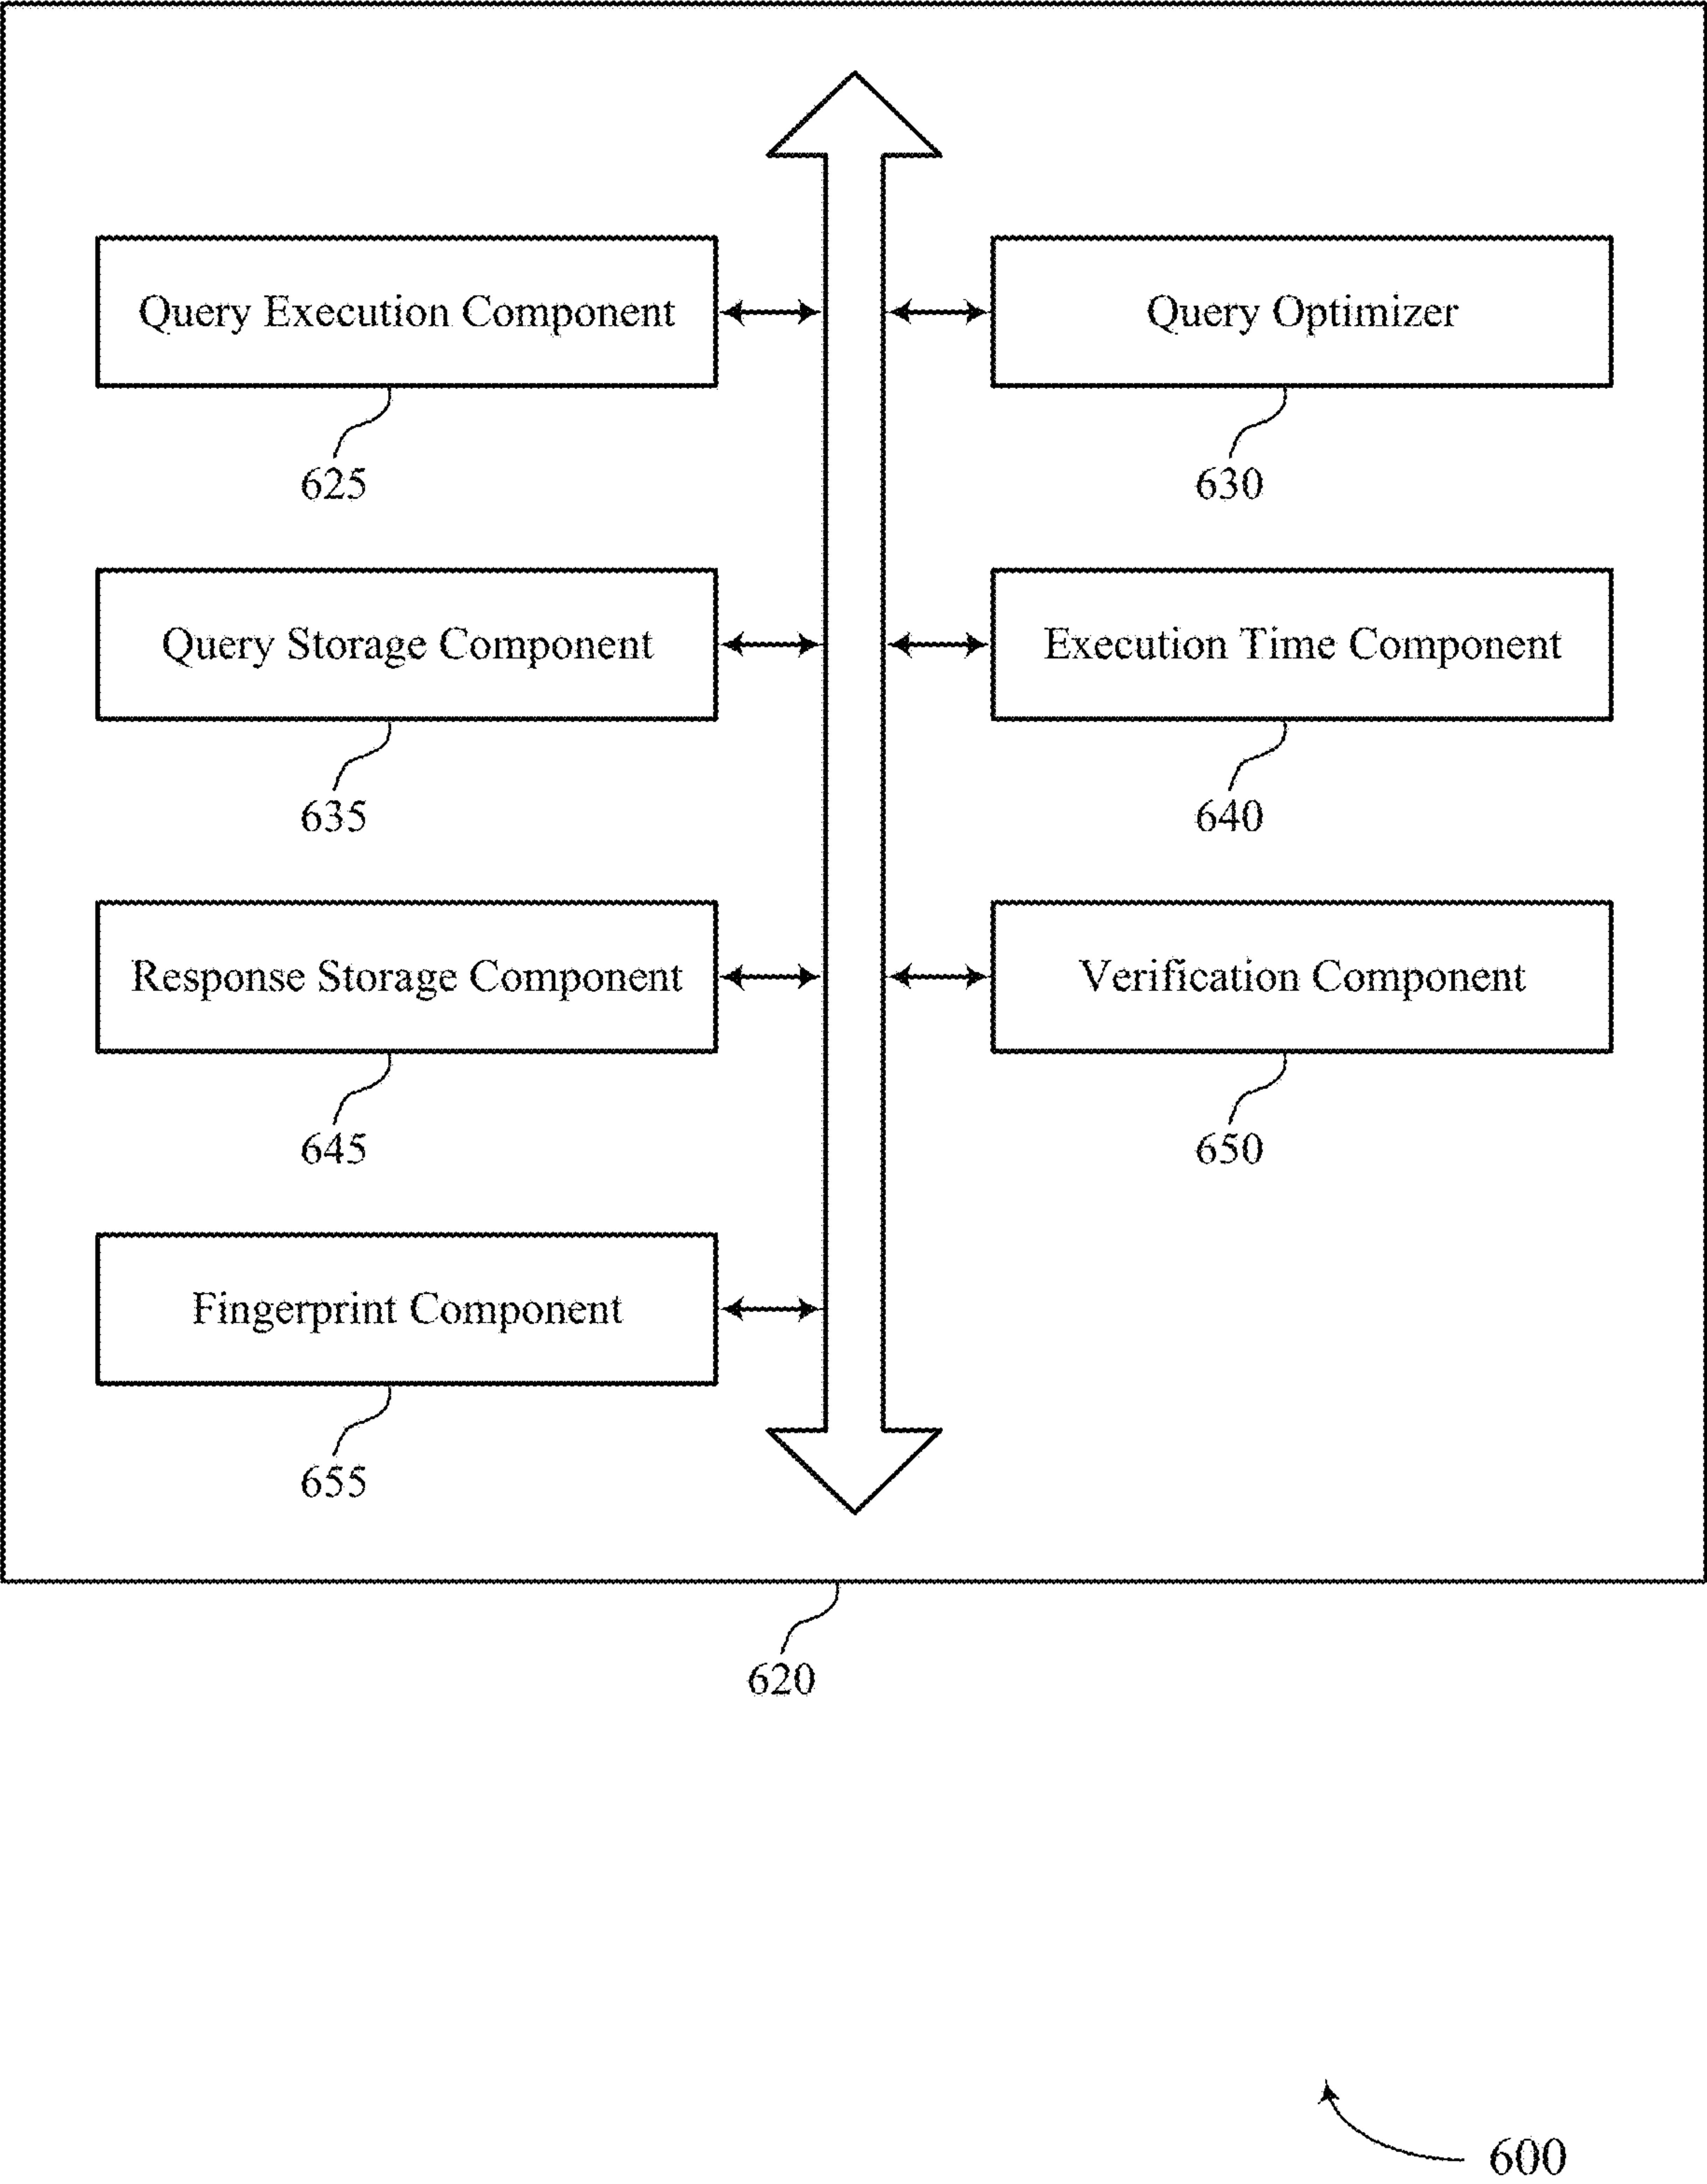 Query Execution Component
Query Optimizer
625
630
Query Storage Component
Execution Time Component
635
640
Response Storage Component
Verification Component
645
650
Fingerprint Component
655
620
600